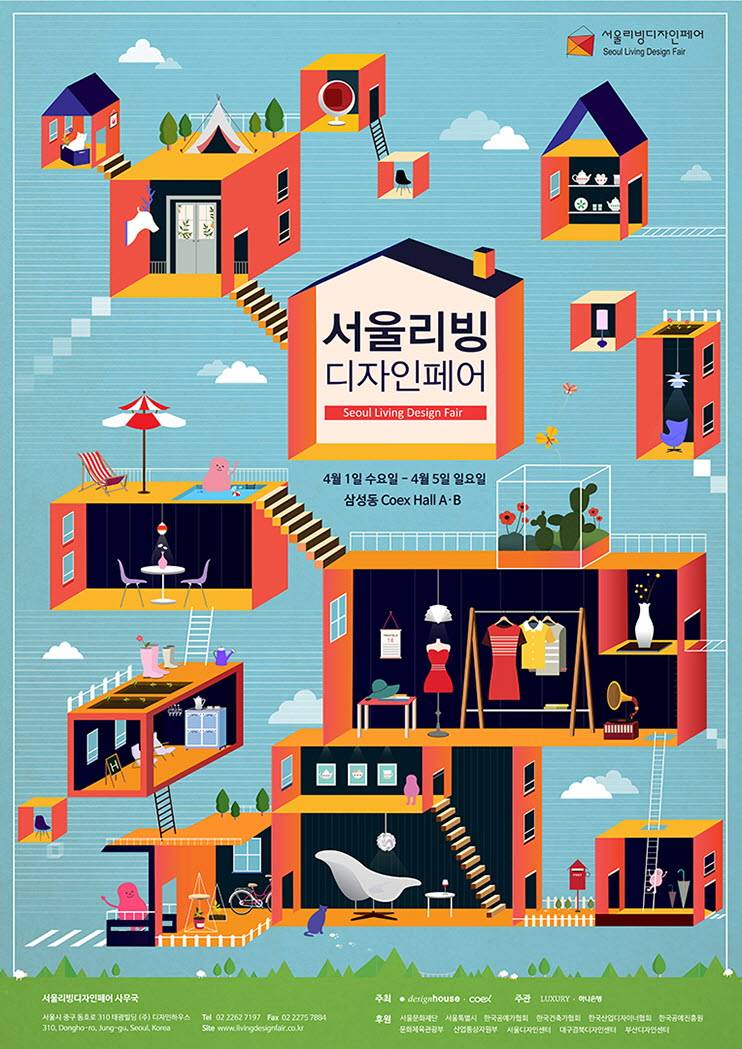 서울리빙디자인페어
Seoul Living Design Fair
서울리빙
디자인페어
Seoul Living Design Fair
4월 1일 수요일 - 4월 5일 일요일
삼성동 Coex Hall A·B
14
H
서울리빙디자인페어 사무국
서울시 중구 동호로 310 태광빌딩 (주) 디자인하우스
310, Dongho-ro, Jung-gu, Seoul, Korea
Tel 02 2262 7197 Fax 02 2275 7884
Site www.livingdesignfair.co.kr
주최 designhouse · coex 주관 LUXURY · 하나은행
후원 서울문화재단 서울특별시 한국공예가협회 한국건축가협회 한국산업디자이너협회 한국공예진흥원
문화체육관광부 산업통상자원부 서울디자인센터 대구경북디자인센터 부산디자인센터